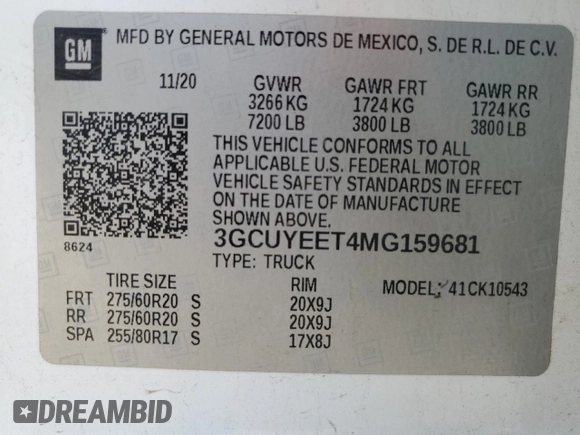 GM
MFD BY GENERAL MOTORS DE MEXICO, S. DE R.L. DE C.V.
11/20 GVWR GAWR FRT GAWR RR
3266 KG 1724 KG 1724 KG
7200 LB 3800 LB 3800 LB
THIS VEHICLE CONFORMS TO ALL
APPLICABLE U.S. FEDERAL MOTOR
VEHICLE SAFETY STANDARDS IN EFFECT
ON THE DATE OF MANUFACTURE
SHOWN ABOVE.
8624
3GCUYEET4MG159681
TYPE: TRUCK
TIRE SIZE RIM MODEL: 41CK10543
FRT 275/60R20 S 20X9J
RR 275/60R20 S 20X9J
SPA 255/80R17 S 17X8J
DREAMBID